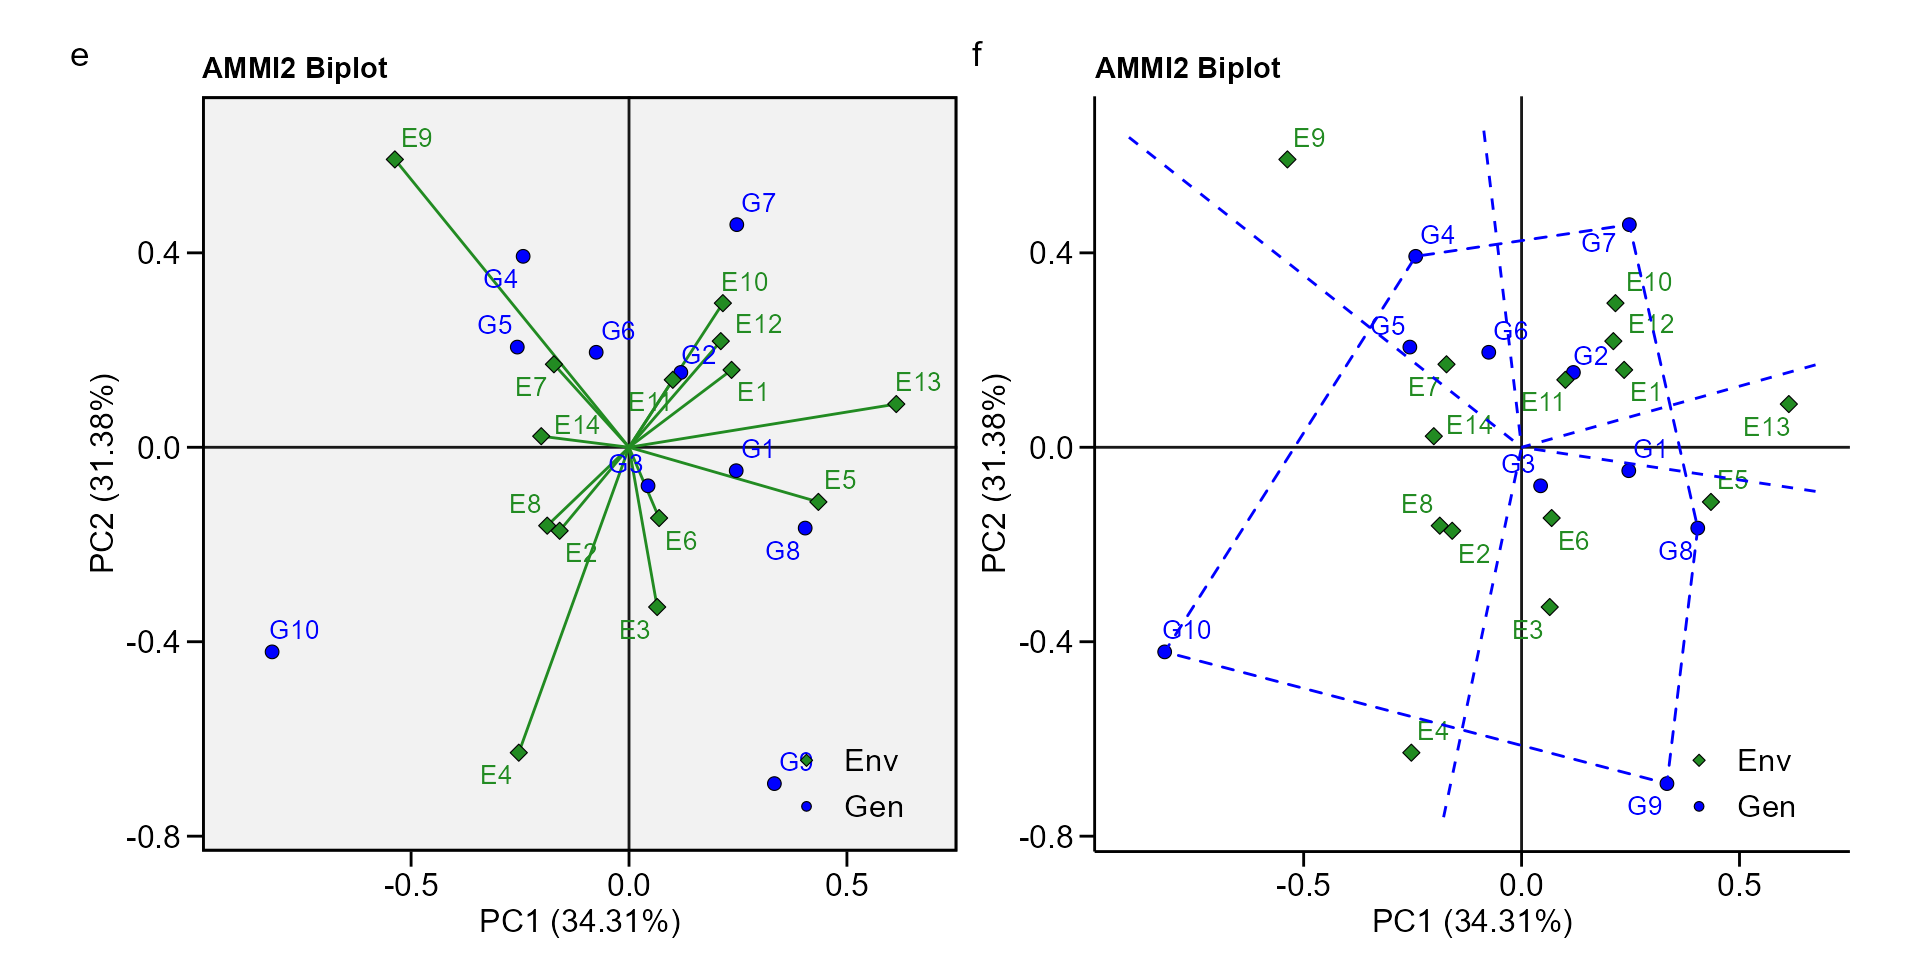 e
AMMI2 Biplot
E9
G7
0.4
G4
E10
G5
G6
E12
G2
E7
E11
E1
E13
E14
0.0
G3
G1
E8
E5
E2
E6
G8
G10
E3
-0.4
E4
G9
Env
Gen
-0.8
-0.5
0.0
0.5
PC1 (34.31%)
PC2 (31.38%)
f
AMMI2 Biplot
E9
G4
G7
0.4
E10
G5
G6
E12
G2
E7
E11
E1
E14
E13
0.0
G3
G1
E5
E8
E2
E6
G8
G10
E3
-0.4
E4
Env
G9
Gen
-0.8
-0.5
0.0
0.5
PC1 (34.31%)
PC2 (31.38%)